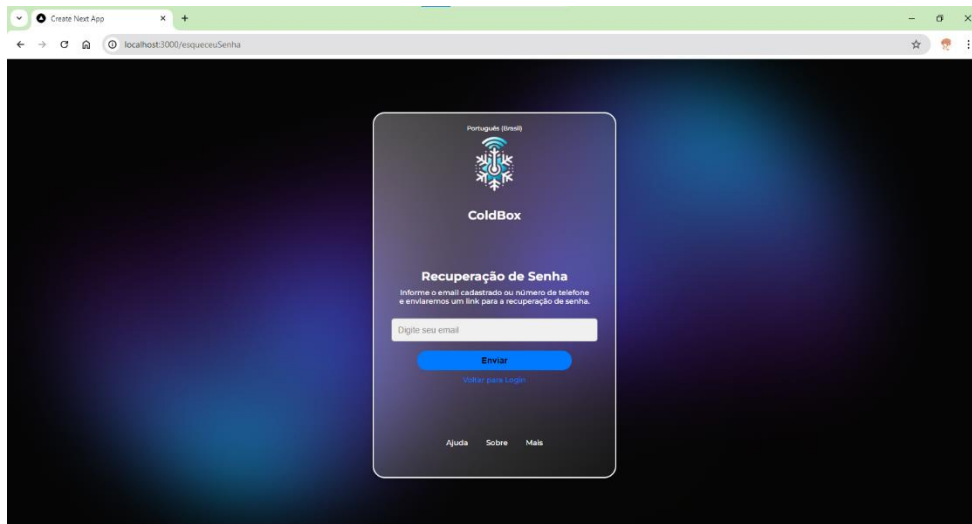 Create Next App
localhost:3000/esqueceuSenha
Português (Brasil)
ColdBox
Recuperação de Senha
Informe o email cadastrado ou número de telefone
e enviaremos um link para a recuperação de senha.
Digite seu email
Enviar
Voltar para Login
Ajuda Sobre Mais